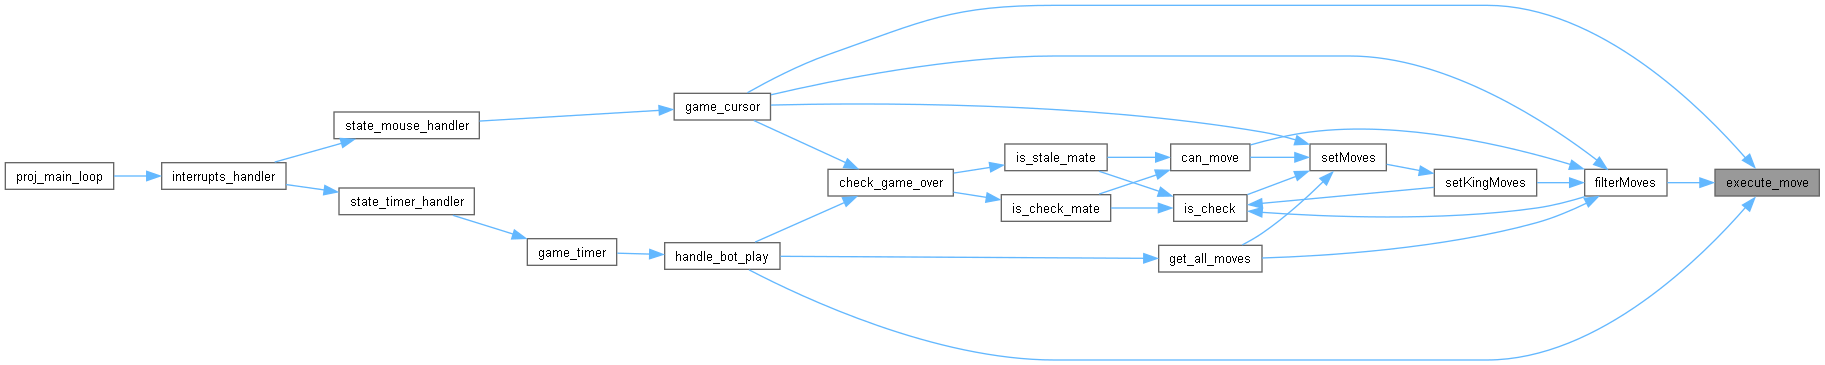 proj_main_loop
interrupts_handler
state_mouse_handler
state_timer_handler
game_timer
game_cursor
handle_bot_play
check_game_over
is_stale_mate
is_check_mate
can_move
is_check
get_all_moves
setMoves
setKingMoves
filterMoves
execute_move